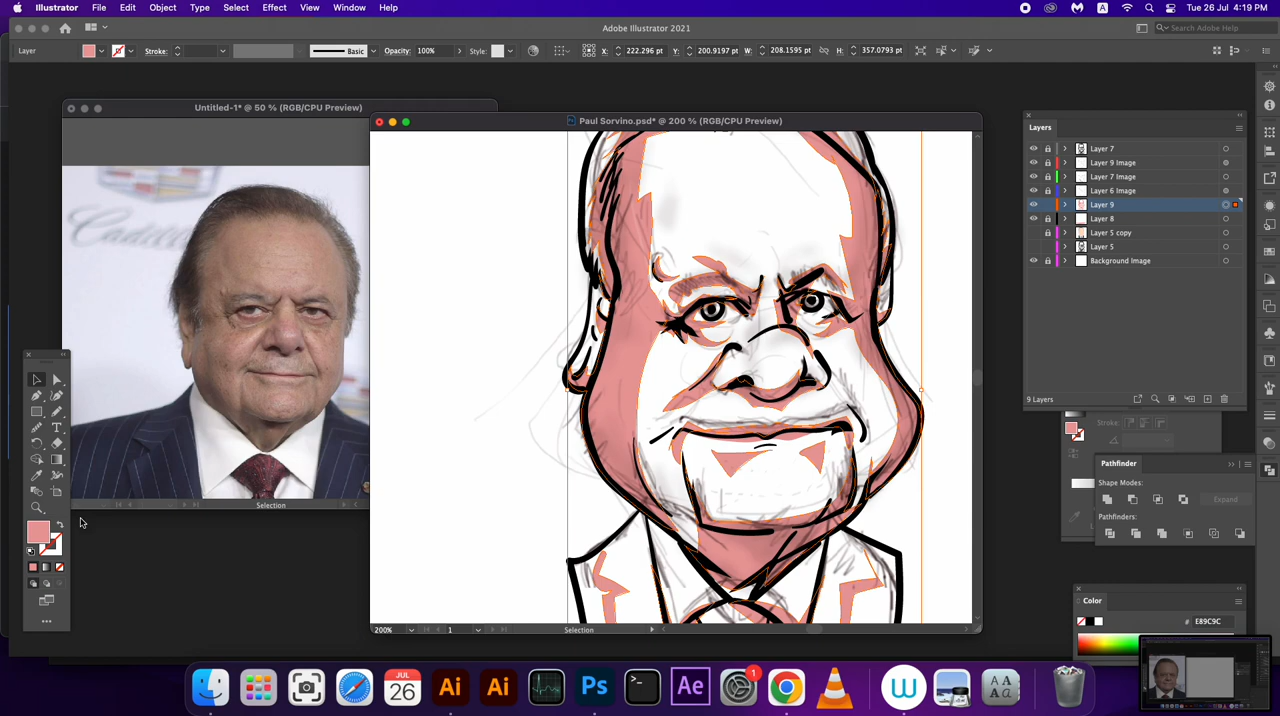 Illustrator File Edit Object Type Select Effect View Window Help
A Tue 26 Jul 4:19 PM
Adobe Illustrator 2021
Search Adobe Help
Layer Stroke: Basic Opacity: 100% Style: X: 222.296 pt Y: 200.9197 pt W: 208.1595 pt H: 357.0793 pt
Untitled-1* @ 50 % (RGB/CPU Preview)
Paul Sorvino.psd* @ 200 % (RGB/CPU Preview)
Layers
Layer 7
Layer 9 Image
Layer 7 Image
Layer 6 Image
Layer 9
Layer 8
Layer 5 copy
Layer 5
Background Image
9 Layers
Cadillac
Stroke:
Pathfinder
Shape Modes:
Expand
Pathfinders:
Selection
Color
# E89C9C
200% 1 Selection
JUL
26
Ai
Ai
Ps
Ae
1
W
A A